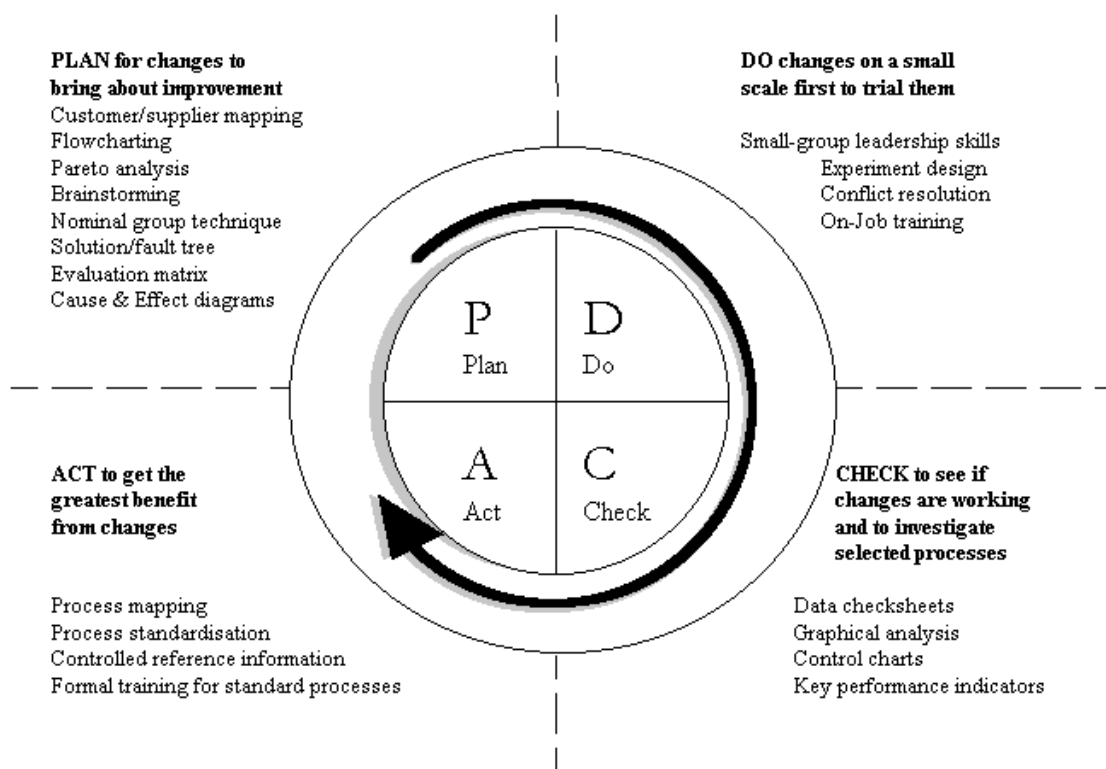 PLAN for changes to
bring about improvement
Customer/supplier mapping
Flowcharting
Pareto analysis
Brainstorming
Nominal group technique
Solution/fault tree
Evaluation matrix
Cause & Effect diagrams
DO changes on a small
scale first to trial them
Small-group leadership skills
Experiment design
Conflict resolution
On-Job training
P
Plan
D
Do
A
Act
C
Check
ACT to get the
greatest benefit
from changes
Process mapping
Process standardisation
Controlled reference information
Formal training for standard processes
CHECK to see if
changes are working
and to investigate
selected processes
Data checksheets
Graphical analysis
Control charts
Key performance indicators